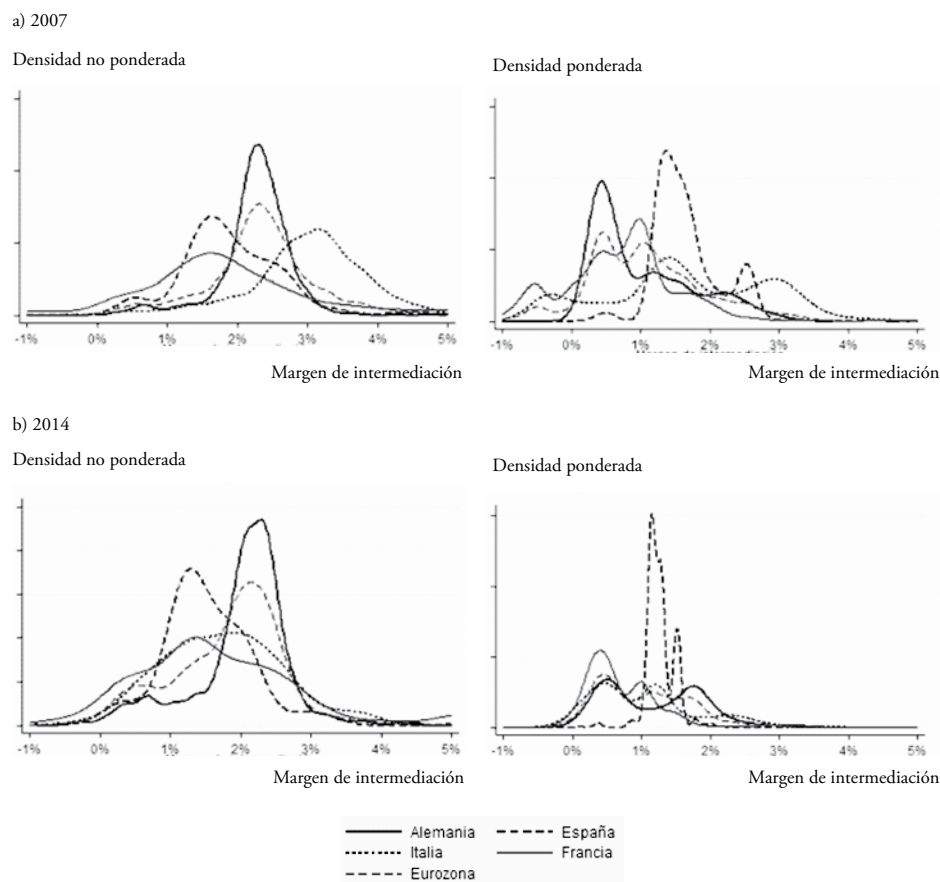 a) 2007
Densidad no ponderada
Densidad ponderada
-1% 0% 1% 2% 3% 4% 5%
-1% 0% 1% 2% 3% 4% 5%
Margen de intermediación
Margen de intermediación
b) 2014
Densidad no ponderada
Densidad ponderada
-1% 0% 1% 2% 3% 4% 5%
-1% 0% 1% 2% 3% 4% 5%
Margen de intermediación
Margen de intermediación
Alemania España
Italia Francia
Eurozona